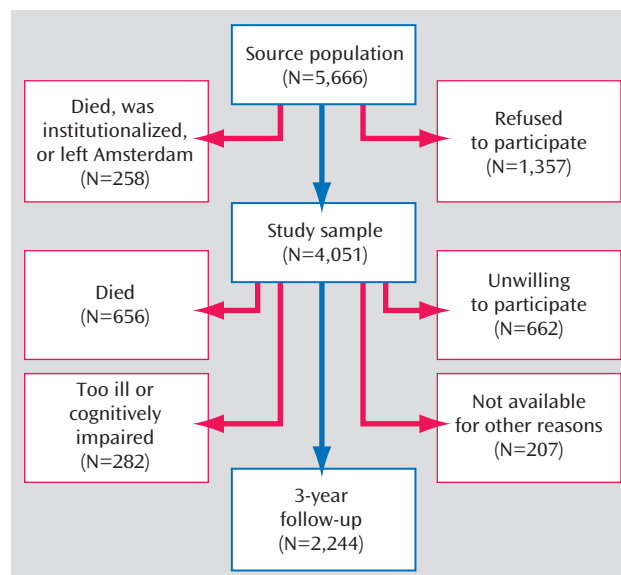 Source population
(N=5,666)
Died, was
institutionalized,
or left Amsterdam
(N=258)
Refused
to participate
(N=1,357)
Study sample
(N=4,051)
Died
(N=656)
Unwilling
to participate
(N=662)
Too ill or
cognitively
impaired
(N=282)
Not available
for other reasons
(N=207)
3-year
follow-up
(N=2,244)